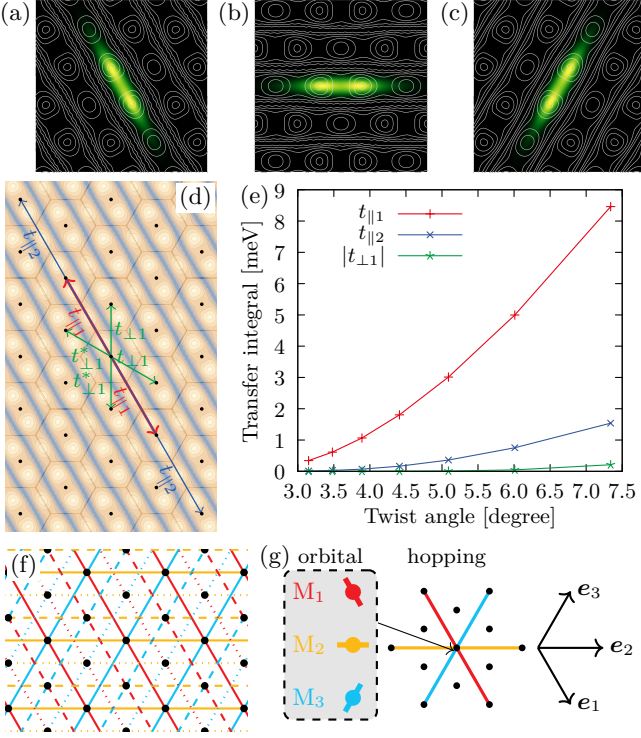 (a)
(b)
(c)
(d)
t∥2
t∥1
t*⊥1
t⊥1
t⊥1
t*⊥1
t∥1
t∥2
(e)
Transfer integral [meV]
9
8
7
6
5
4
3
2
1
0
t∥1
t∥2
|t⊥1|
3.0 3.5 4.0 4.5 5.0 5.5 6.0 6.5 7.0 7.5
Twist angle [degree]
(f)
(g)
orbital
hopping
M1
M2
M3
e3
e2
e1